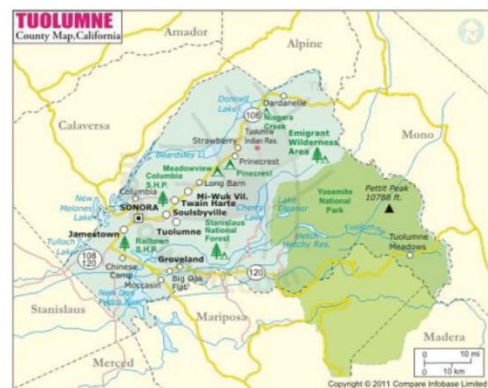 TUOLUMNE
County Map,California
Amador
Alpine
Calaversa
Mono
Donnell
Lake
108
Dardanelle
Niagara
Creek
Tuolumne
Indian Res.
Emigrant
Wilderness
Area
Strawberry
Beardsley
Pinecrest
Meadowview
Pinecrest
Columbia
S.H.P.
Long Barn
Mi-Wuk Vil.
Twain Harte
Soulsbyville
Columbia
SONORA
New
Melones
Lake
Tuolumne
Cherry
Lake
Lake
Eleanor
Yosemite
National
Park
Pettit Peak
10788 ft.
Jamestown
Tulloch
Lake
Railtown
S.H.P.
Stanislaus
National
Forest
Hetch
Hetchy Res.
Tuolumne
Meadows
108
120
Chinese
Camp
Groveland
120
Moccasin
Big Oak
Flat
New Don
Pedro
Stanislaus
Mariposa
Merced
Madera
0 10 mi
0 10 km
Copyright © 2011 Compare Infobase Limited